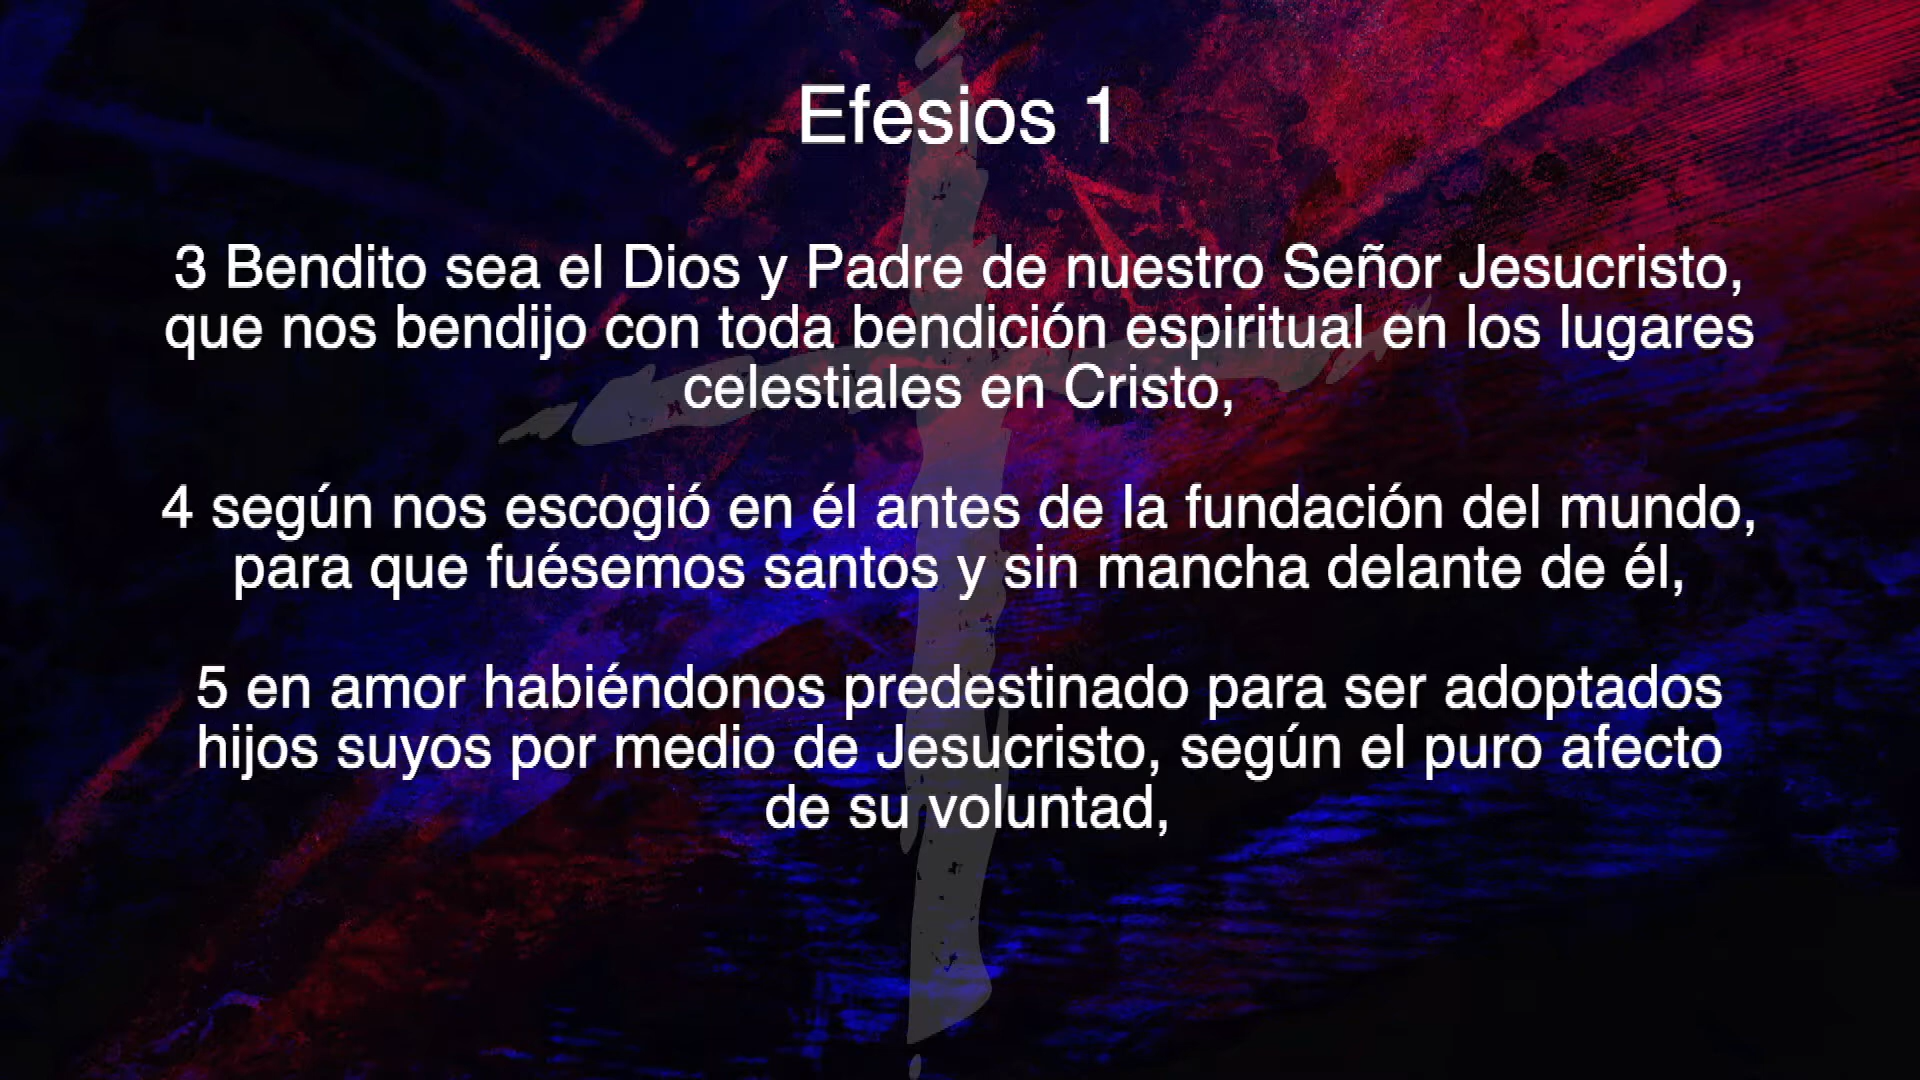 Efesios 1
3 Bendito sea el Dios y Padre de nuestro Señor Jesucristo,
que nos bendijo con toda bendición espiritual en los lugares
celestiales en Cristo,
4 según nos escogió en él antes de la fundación del mundo,
para que fuésemos santos y sin mancha delante de él,
5 en amor habiéndonos predestinado para ser adoptados
hijos suyos por medio de Jesucristo, según el puro afecto
de su voluntad,